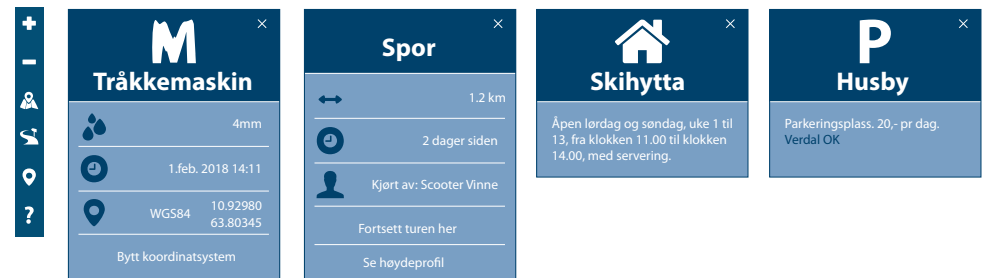 M
Tråkkemaskin
4mm
1.feb. 2018 14:11
WGS84
10.92980
63.80345
Bytt koordinatsystem
Spor
1.2 km
2 dager siden
Kjørt av: Scooter Vinne
Fortsett turen her
Se høydeprofil
Skihytta
Åpen lørdag og søndag, uke 1 til
13, fra klokken 11.00 til klokken
14.00, med servering.
P
Husby
Parkeringsplass. 20,- pr dag.
Verdal OK